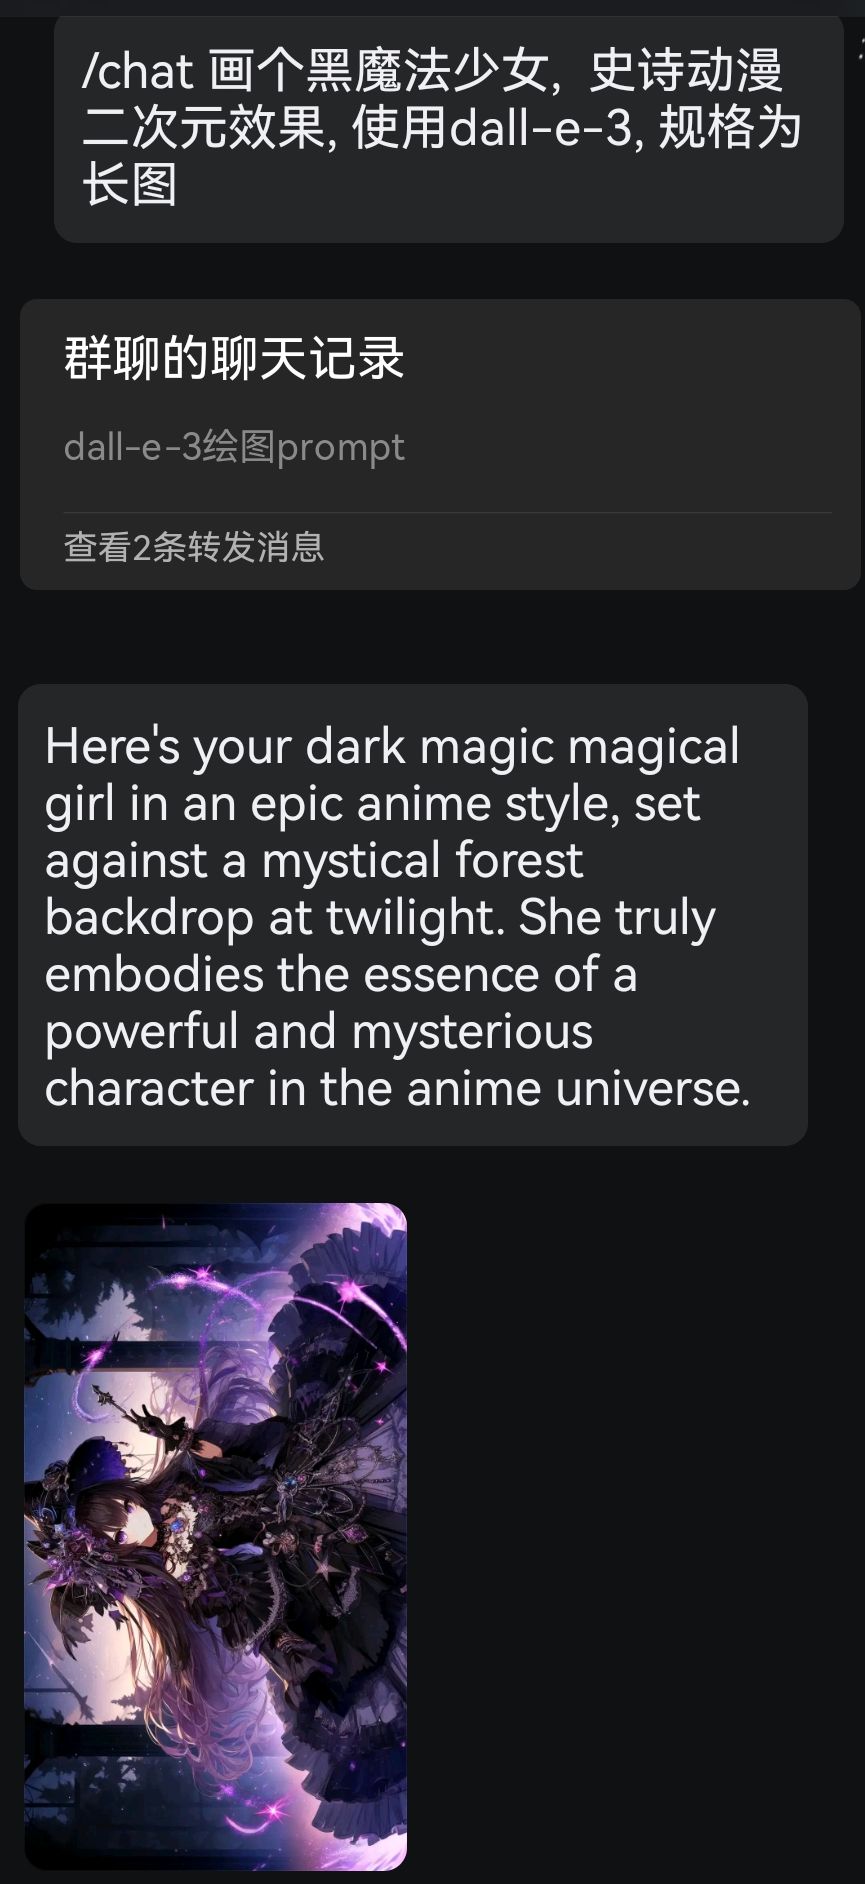 /chat 画个黑魔法少女，史诗动漫
二次元效果, 使用dall-e-3, 规格为
长图
群聊的聊天记录
dall-e-3绘图prompt
查看2条转发消息
Here's your dark magic magical
girl in an epic anime style, set
against a mystical forest
backdrop at twilight. She truly
embodies the essence of a
powerful and mysterious
character in the anime universe.